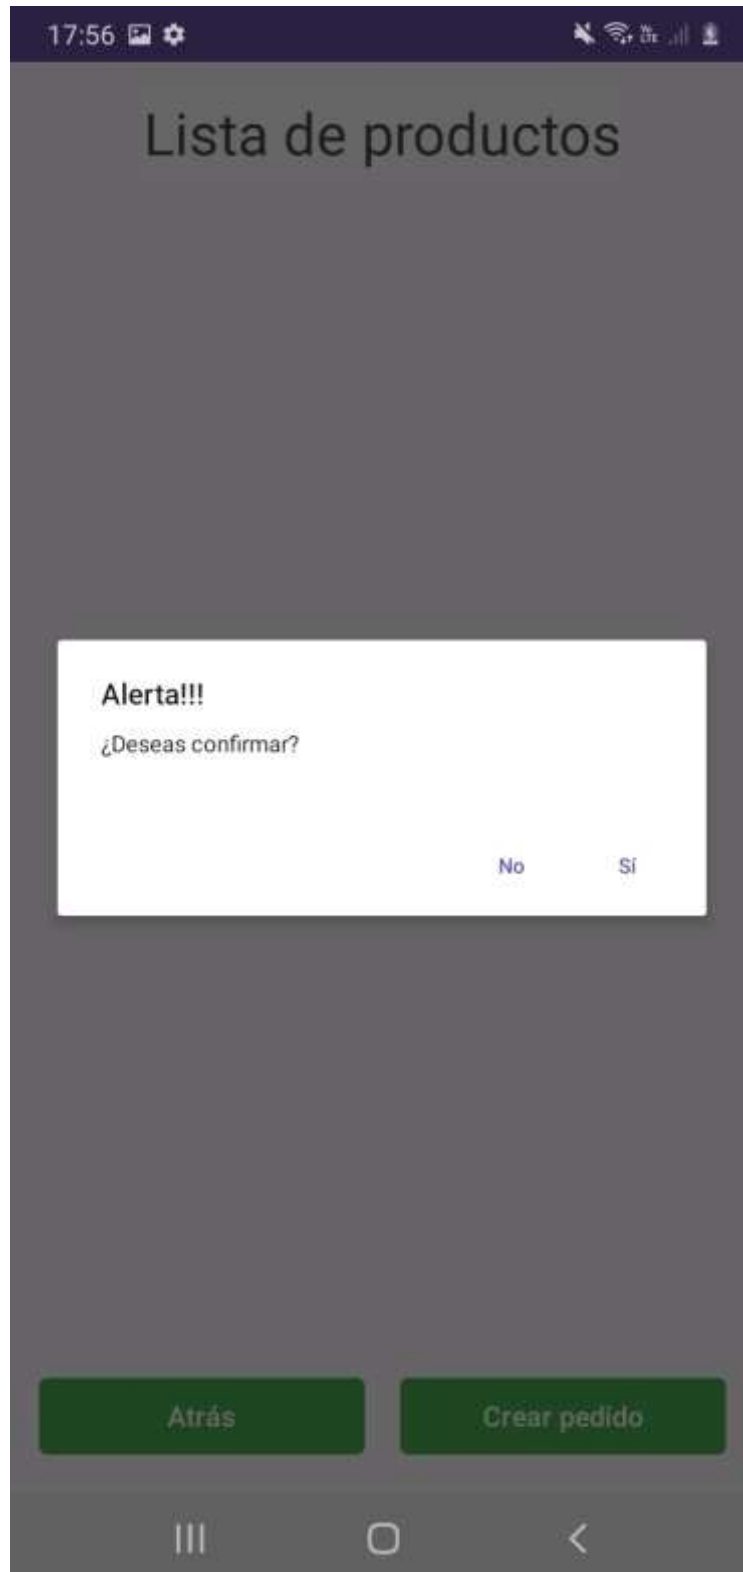 17:56
Lista de productos
Alerta!!!
¿Deseas confirmar?
No Sí
Atrás Crear pedido